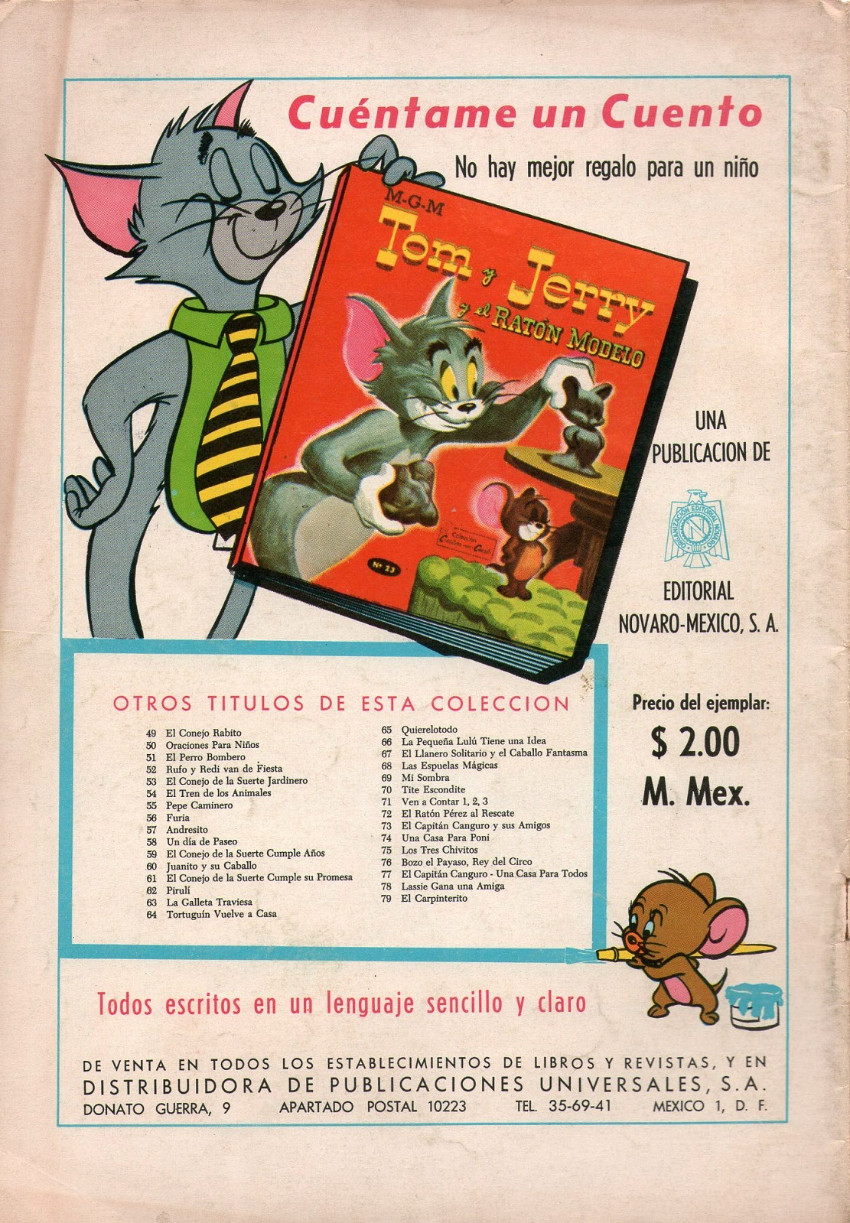 Cuéntame un Cuento
No hay mejor regalo para un niño
M-G-M
Tom y Jerry
y el RATÓN MODELO
Nº 23
UNA
PUBLICACION DE
EDITORIAL
NOVARO-MEXICO, S. A.
Precio del ejemplar:
$ 2.00
M. Mex.
OTROS TITULOS DE ESTA COLECCION
49 El Conejo Rabito
50 Oraciones Para Niños
51 El Perro Bombero
52 Rufo y Redi van de Fiesta
53 El Conejo de la Suerte Jardinero
54 El Tren de los Animales
55 Pepe Caminero
56 Furia
57 Andresito
58 Un día de Paseo
59 El Conejo de la Suerte Cumple Años
60 Juanito y su Caballo
61 El Conejo de la Suerte Cumple su Promesa
62 Pirulí
63 La Galleta Traviesa
64 Tortuguín Vuelve a Casa
65 Quierelotodo
66 La Pequeña Lulú Tiene una Idea
67 El Llanero Solitario y el Caballo Fantasma
68 Las Espuelas Mágicas
69 Mi Sombra
70 Tite Escondite
71 Ven a Contar 1, 2, 3
72 El Ratón Pérez al Rescate
73 El Capitán Canguro y sus Amigos
74 Una Casa Para Poni
75 Los Tres Chivitos
76 Bozo el Payaso, Rey del Circo
77 El Capitán Canguro - Una Casa Para Todos
78 Lassie Gana una Amiga
79 El Carpinterito
Todos escritos en un lenguaje sencillo y claro
DE VENTA EN TODOS LOS ESTABLECIMIENTOS DE LIBROS Y REVISTAS, Y EN
DISTRIBUIDORA DE PUBLICACIONES UNIVERSALES, S.A.
DONATO GUERRA, 9 APARTADO POSTAL 10223 TEL. 35-69-41 MEXICO 1, D. F.